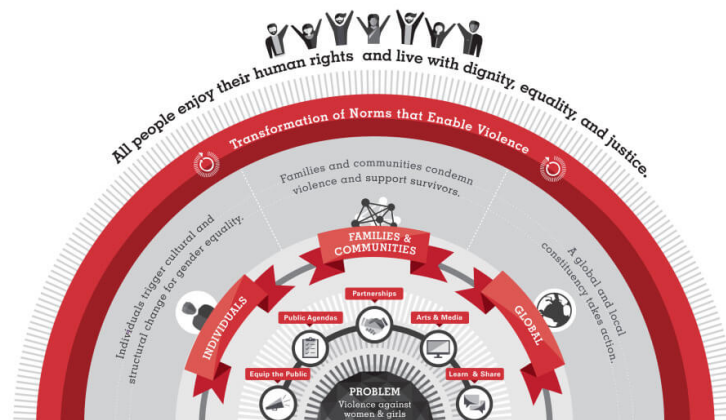 All people enjoy their human rights and live with dignity, equality, and justice.
Transformation of Norms that Enable Violence
Families and communities condemn
violence and support survivors.
Individuals trigger cultural and
structural change for gender equality.
A global and local
constituency takes action.
FAMILIES &
COMMUNITIES
INDIVIDUALS
GLOBAL
Partnerships
Public Agendas
Arts & Media
Equip the Public
Learn & Share
PROBLEM
Violence against
women & girls